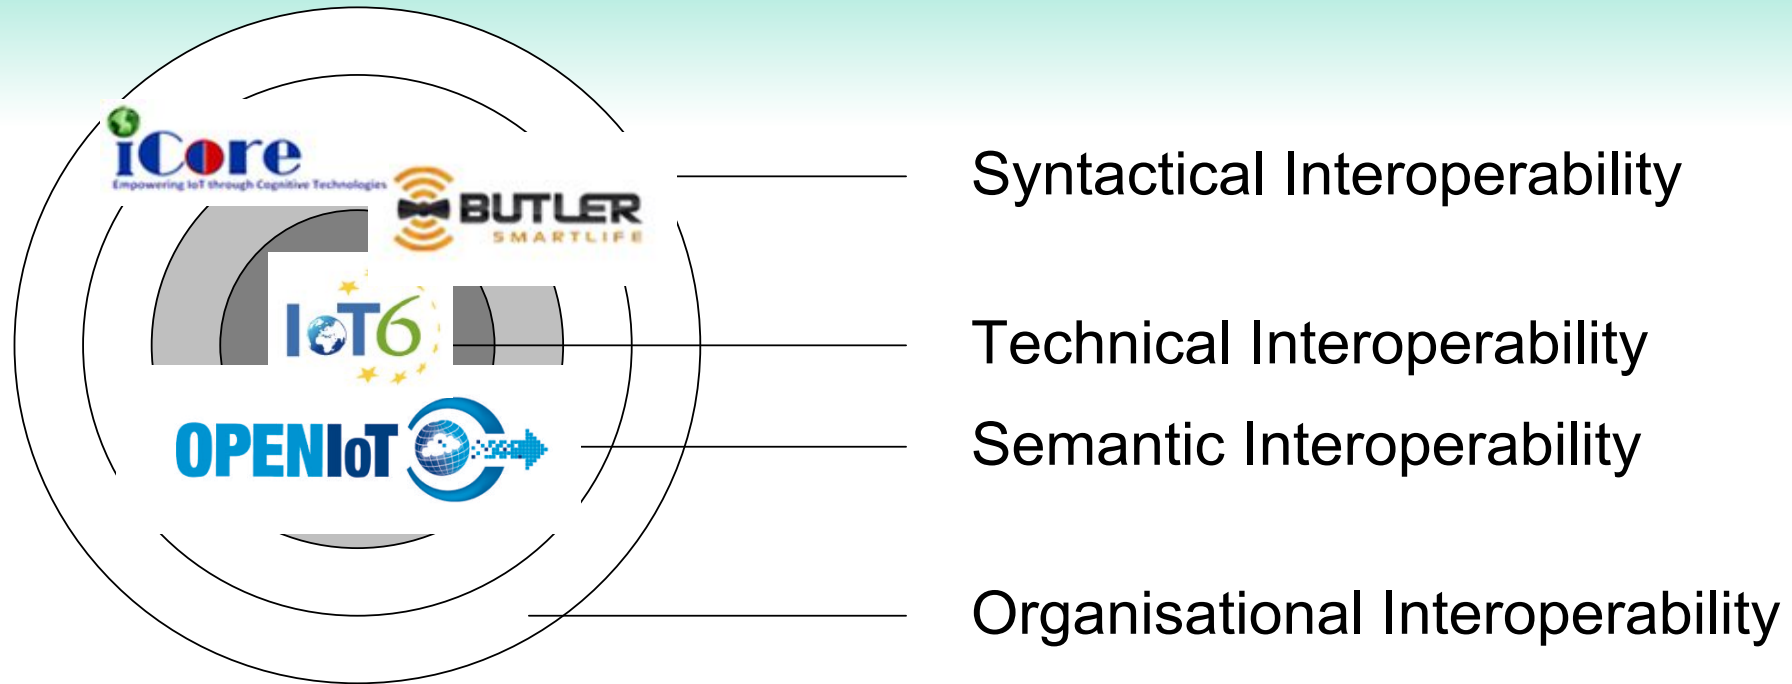 iCore
Empowering IoT through Cognitive Technologies
BUTLER
SMARTLIFE
Syntactical Interoperability
IoT6
Technical Interoperability
OPENIoT
Semantic Interoperability
Organisational Interoperability